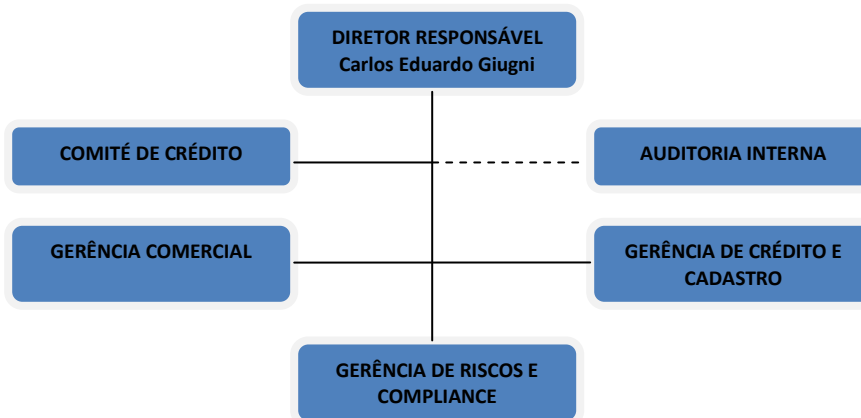 DIRETOR RESPONSÁVEL
Carlos Eduardo Giugni
COMITÉ DE CRÉDITO
AUDITORIA INTERNA
GERÊNCIA COMERCIAL
GERÊNCIA DE CRÉDITO E
CADASTRO
GERÊNCIA DE RISCOS E
COMPLIANCE